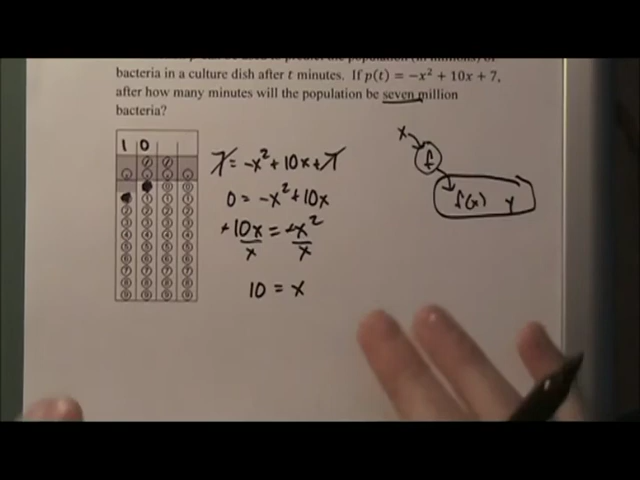 bacteria in a culture dish after t minutes. If p(t) = −x² + 10x + 7,
after how many minutes will the population be seven million
bacteria?
1 0
7 = -x² + 10x + 7
0 = -x² + 10x
+10x = +x²
x x
10 = x
x
f
f(x) y